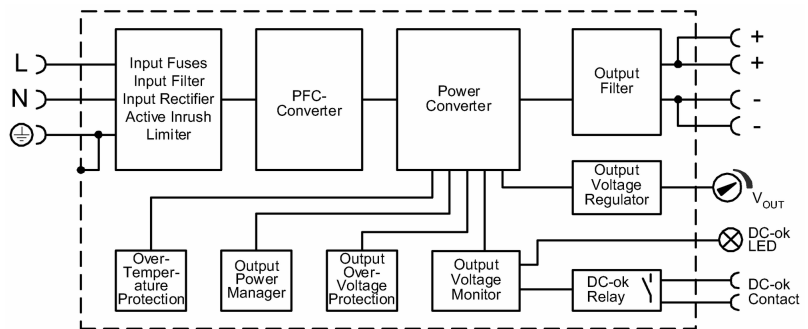 L
N
Input Fuses
Input Filter
Input Rectifier
Active Inrush
Limiter
PFC-
Converter
Power
Converter
Output
Filter
+
+
-
-
Output
Voltage
Regulator
VOUT
Over-
Temper-
ature
Protection
Output
Power
Manager
Output
Over-
Voltage
Protection
Output
Voltage
Monitor
DC-ok
Relay
DC-ok
LED
DC-ok
Contact